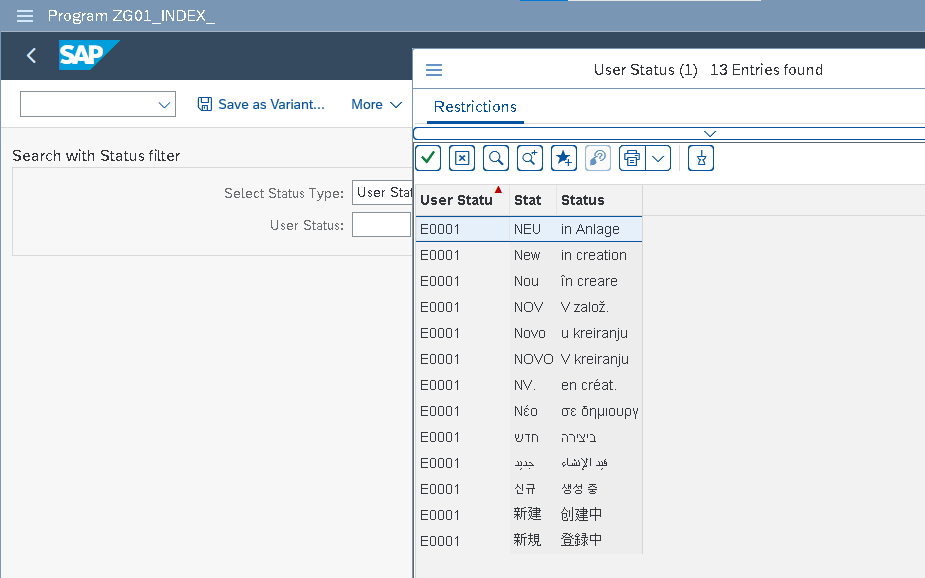 Program ZG01_INDEX_
SAP
User Status (1) 13 Entries found
Save as Variant... More
Restrictions
Search with Status filter
Select Status Type: User Stat
User Status:
User Statu Stat Status
E0001 NEU in Anlage
E0001 New in creation
E0001 Nou în creare
E0001 NOV V založ.
E0001 Novo u kreiranju
E0001 NOVO V kreiranju
E0001 NV. en créat.
E0001 Νέο σε δημιουργ
E0001 חדש ביצירה
E0001 جديد قيد الإنشاء
E0001 신규 생성 중
E0001 新建 创建中
E0001 新規 登録中